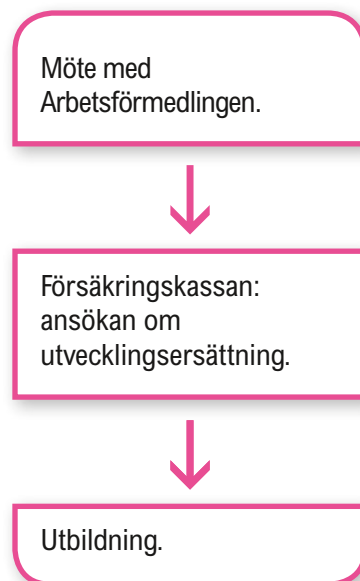 Möte med
Arbetsförmedlingen.
Försäkringskassan:
ansökan om
utvecklingsersättning.
Utbildning.